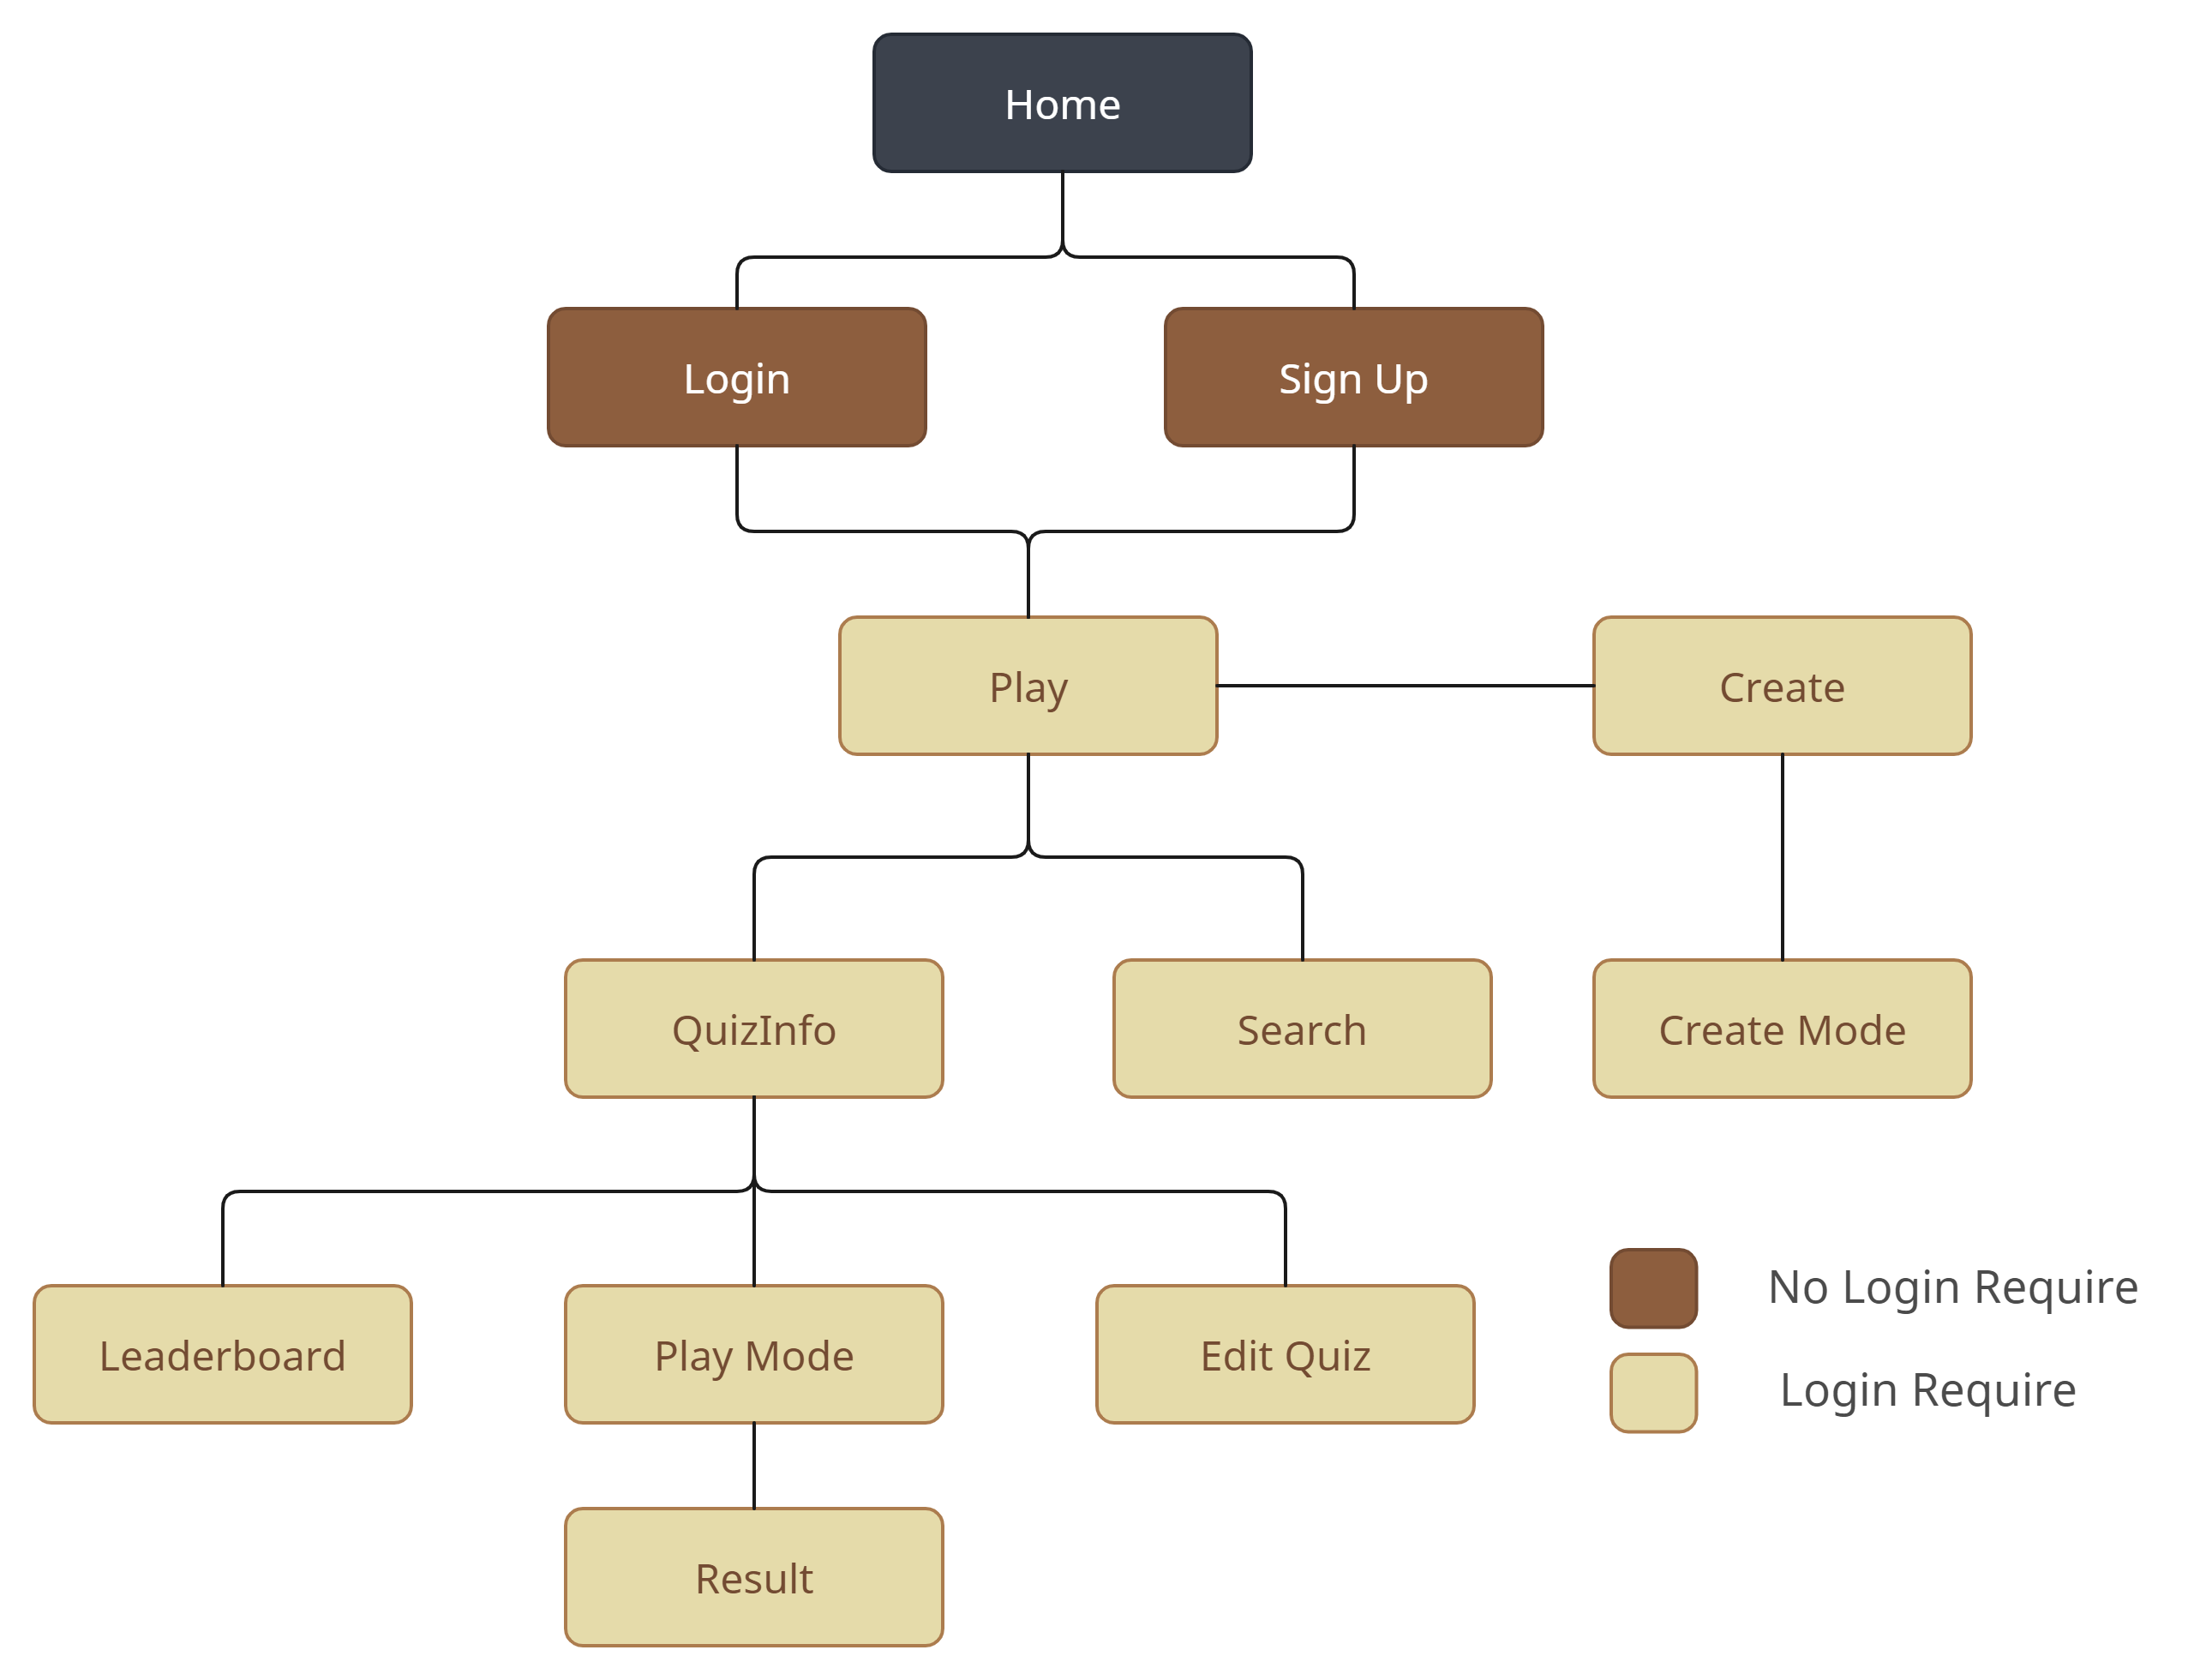 Home
Login
Sign Up
Play
Create
QuizInfo
Search
Create Mode
Leaderboard
Play Mode
Edit Quiz
No Login Require
Login Require
Result